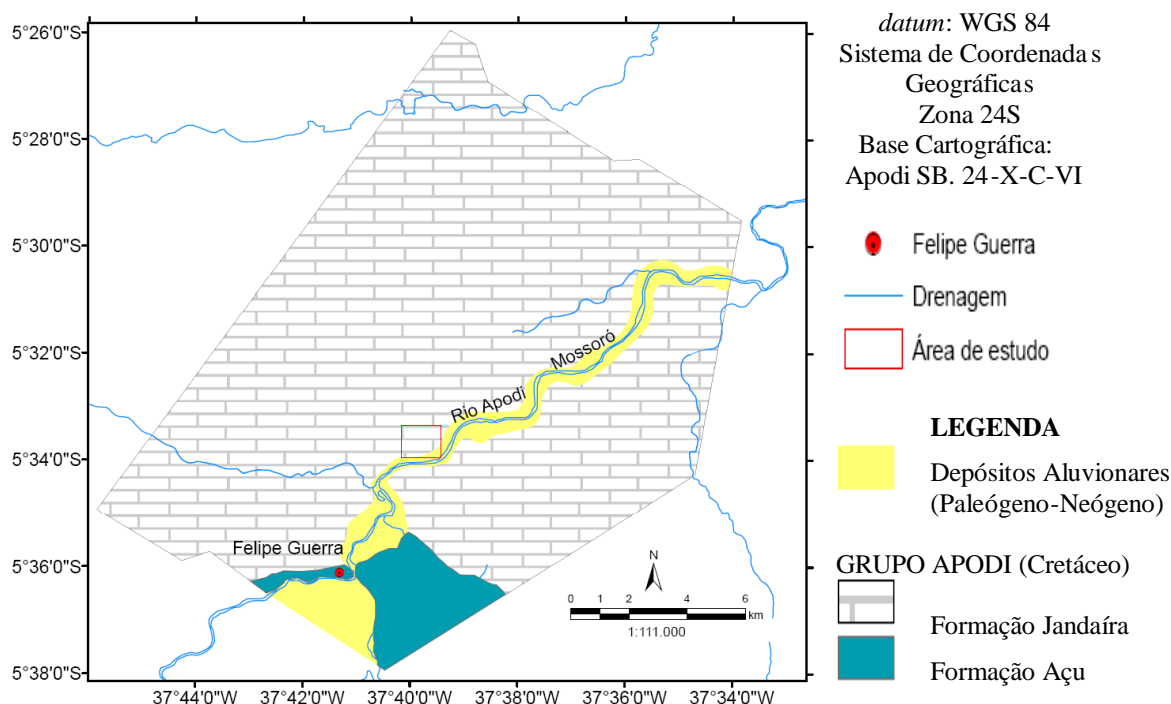 5°26'0"S
5°28'0"S
5°30'0"S
5°32'0"S
5°34'0"S
5°36'0"S
5°38'0"S
37°44'0"W 37°42'0"W 37°40'0"W 37°38'0"W 37°36'0"W 37°34'0"W
Rio Apodi Mossoró
Felipe Guerra
N
0 1 2 4 6
km
1:111.000
datum: WGS 84
Sistema de Coordenadas
Geográficas
Zona 24S
Base Cartográfica:
Apodi SB. 24-X-C-VI
Felipe Guerra
Drenagem
Área de estudo
LEGENDA
Depósitos Aluvionares
(Paleógeno-Neógeno)
GRUPO APODI (Cretáceo)
Formação Jandaíra
Formação Açu